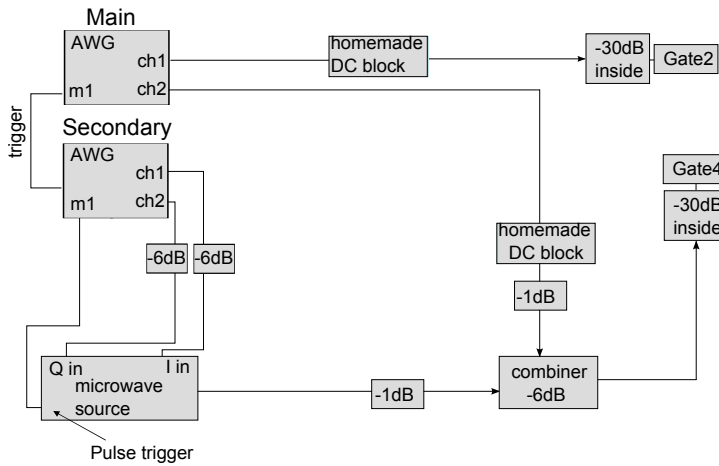 Main
AWG
ch1
m1
ch2
trigger
homemade
DC block
-30dB
inside
Gate2
Secondary
AWG
ch1
m1
ch2
-6dB
-6dB
Gate4
-30dB
inside
homemade
DC block
-1dB
Q in
I in
microwave
source
-1dB
combiner
-6dB
Pulse trigger